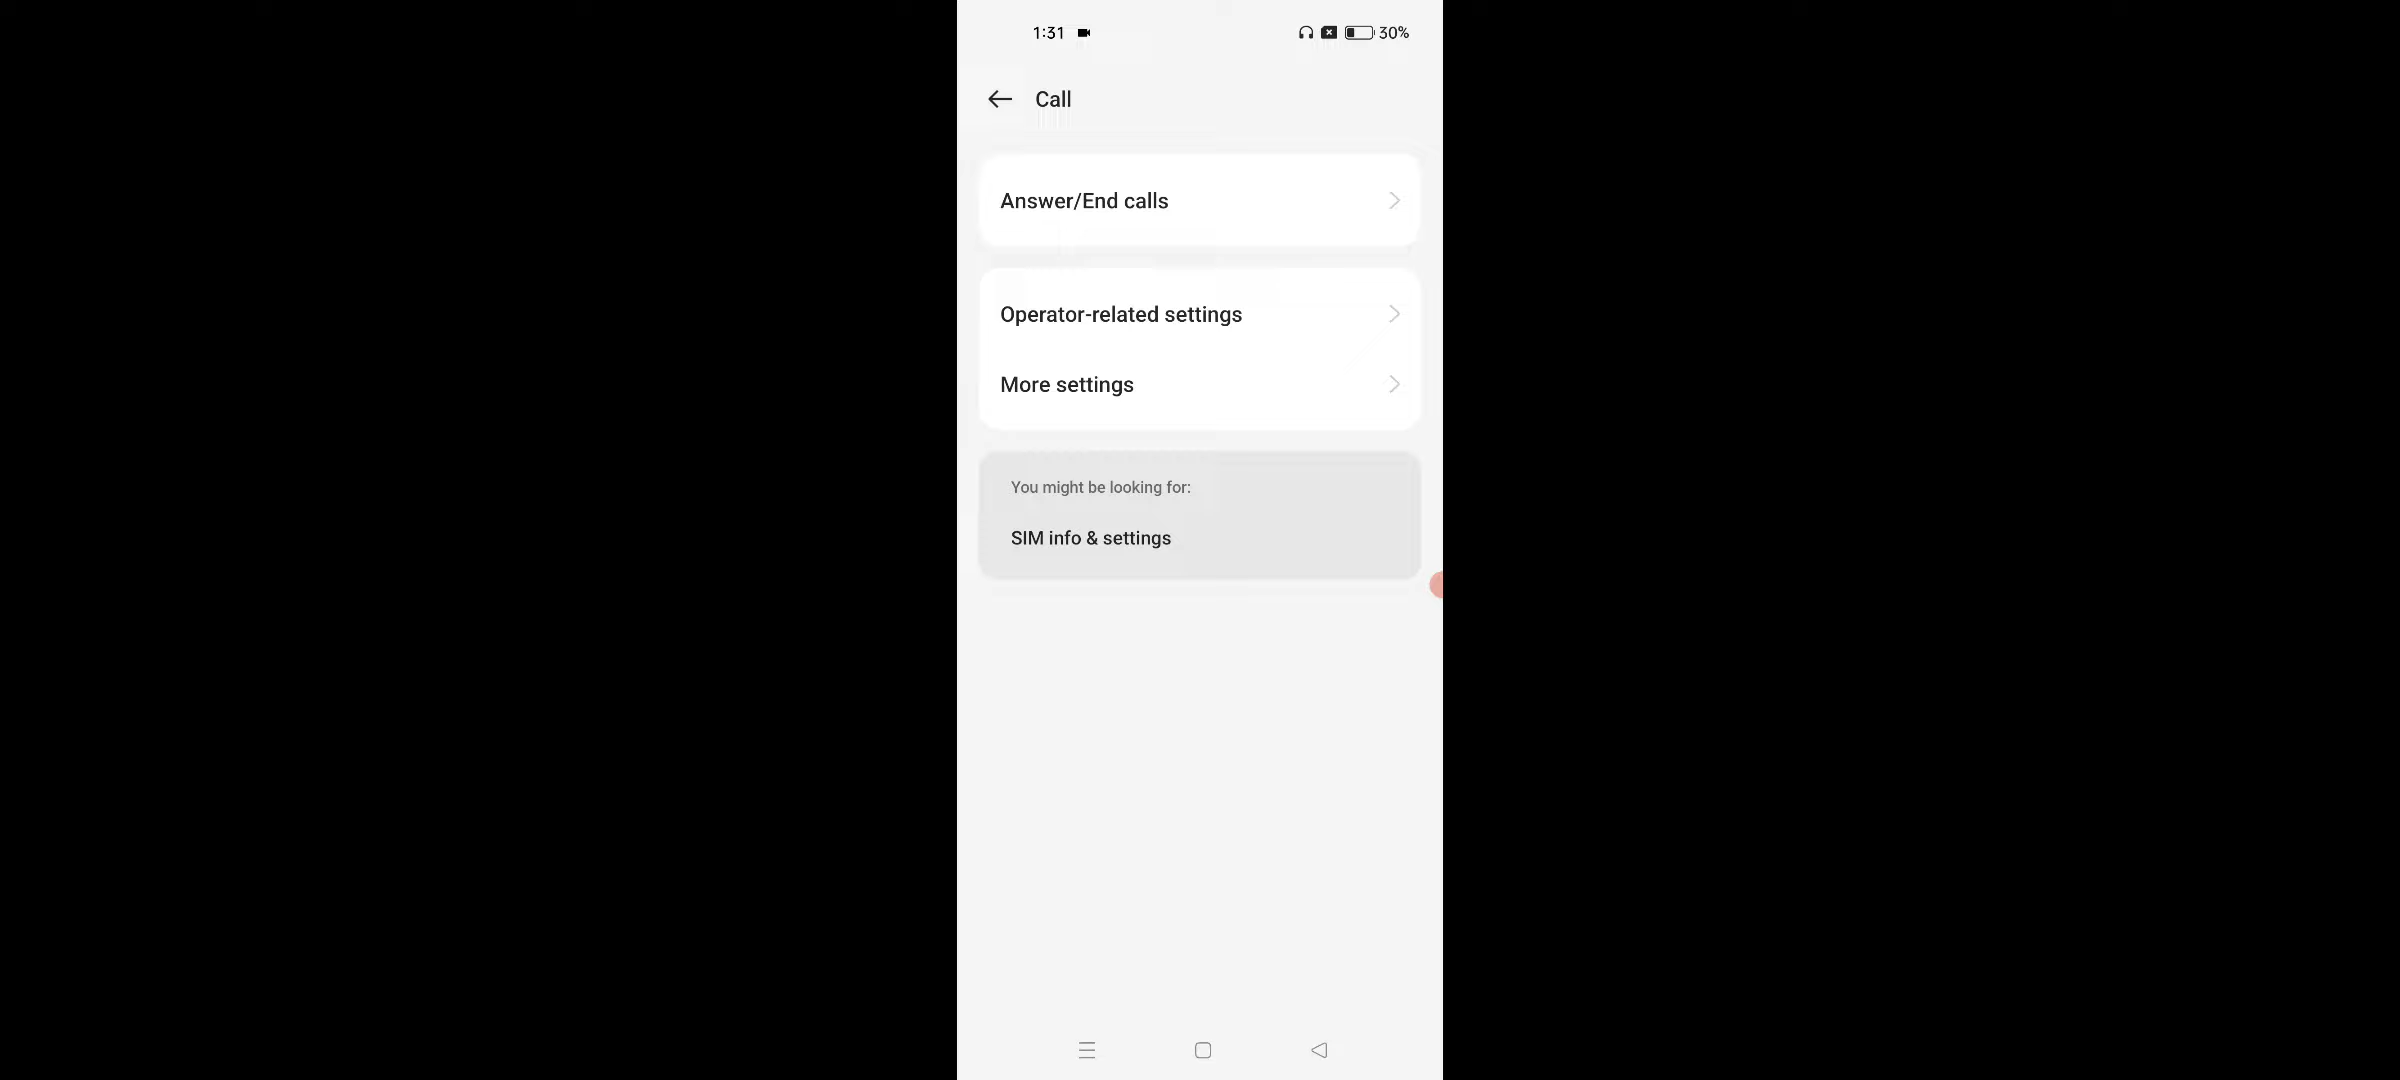 1:31 30%
Call
Answer/End calls
Operator-related settings
More settings
You might be looking for:
SIM info & settings